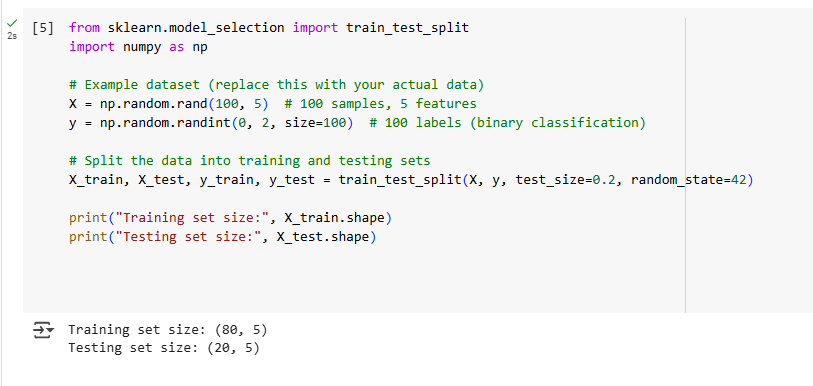 [5] from sklearn.model_selection import train_test_split
2s import numpy as np
# Example dataset (replace this with your actual data)
X = np.random.rand(100, 5)  # 100 samples, 5 features
y = np.random.randint(0, 2, size=100)  # 100 labels (binary classification)
# Split the data into training and testing sets
X_train, X_test, y_train, y_test = train_test_split(X, y, test_size=0.2, random_state=42)
print("Training set size:", X_train.shape)
print("Testing set size:", X_test.shape)
Training set size: (80, 5)
Testing set size: (20, 5)